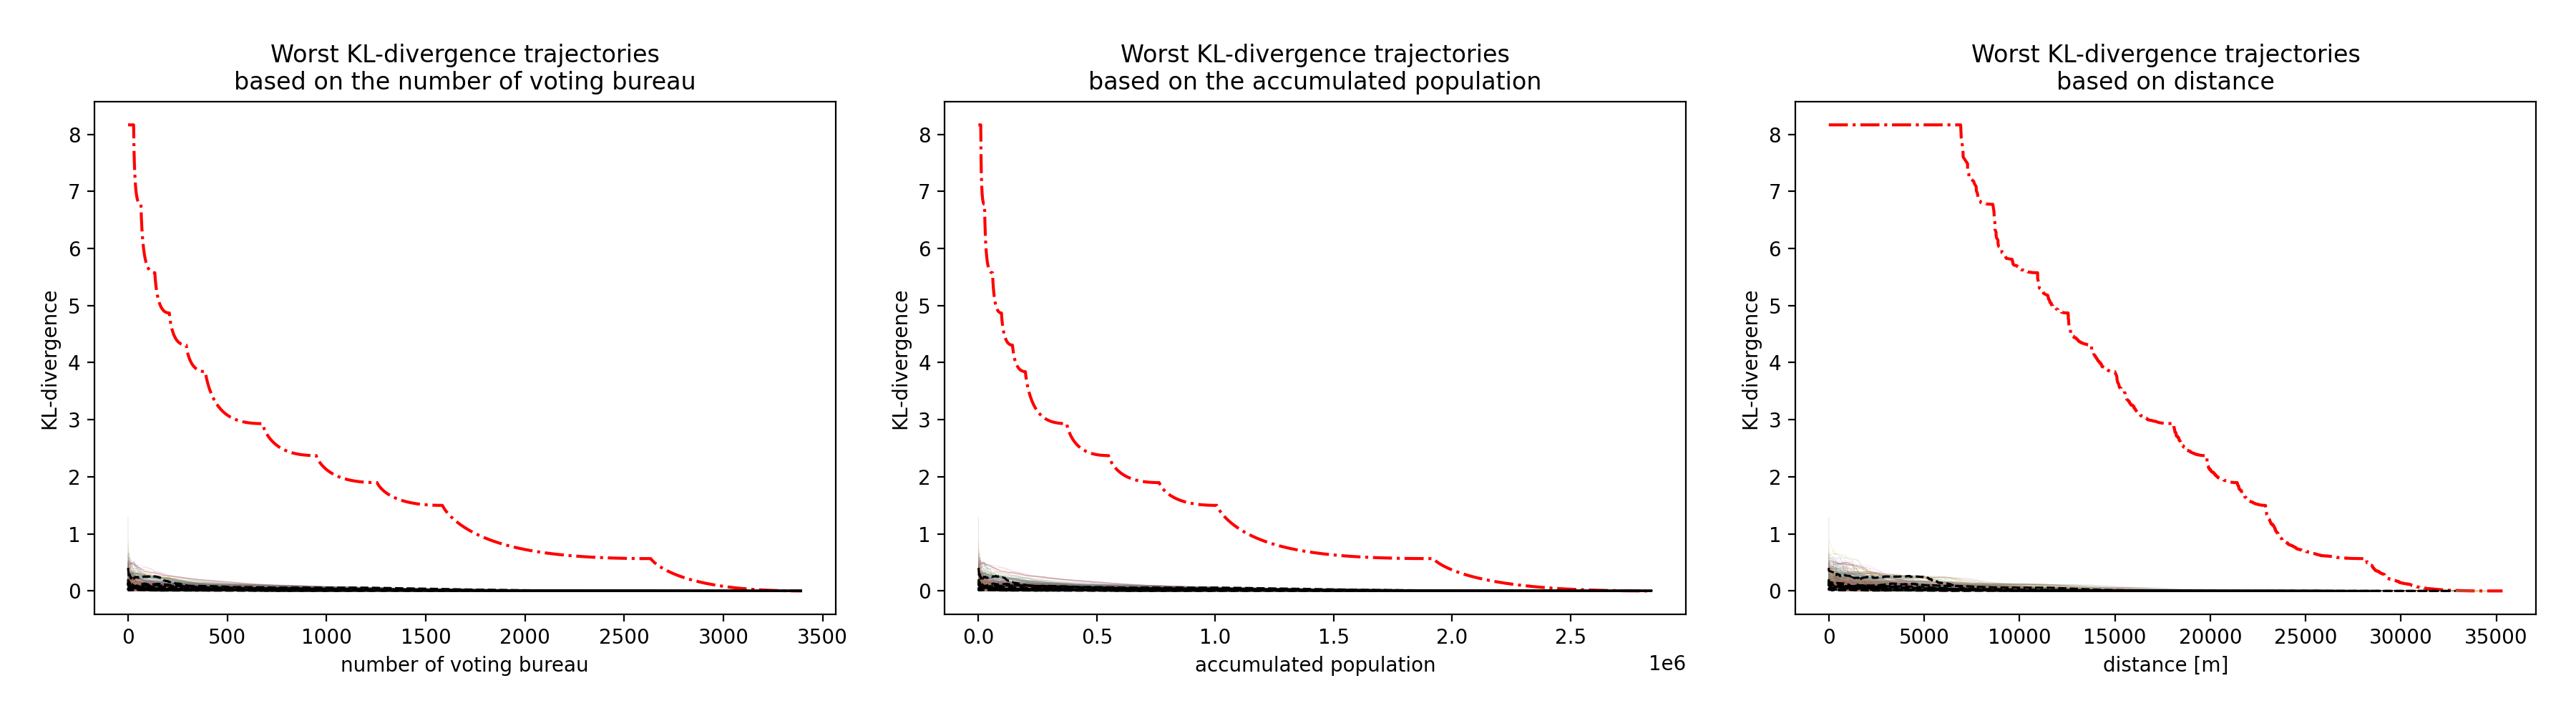 Worst KL-divergence trajectories
based on the number of voting bureau
8
7
6
5
4
3
2
1
0
KL-divergence
0 500 1000 1500 2000 2500 3000 3500
number of voting bureau
Worst KL-divergence trajectories
based on the accumulated population
8
7
6
5
4
3
2
1
0
KL-divergence
0.0 0.5 1.0 1.5 2.0 2.5
1e6
accumulated population
Worst KL-divergence trajectories
based on distance
8
7
6
5
4
3
2
1
0
KL-divergence
0 5000 10000 15000 20000 25000 30000 35000
distance [m]